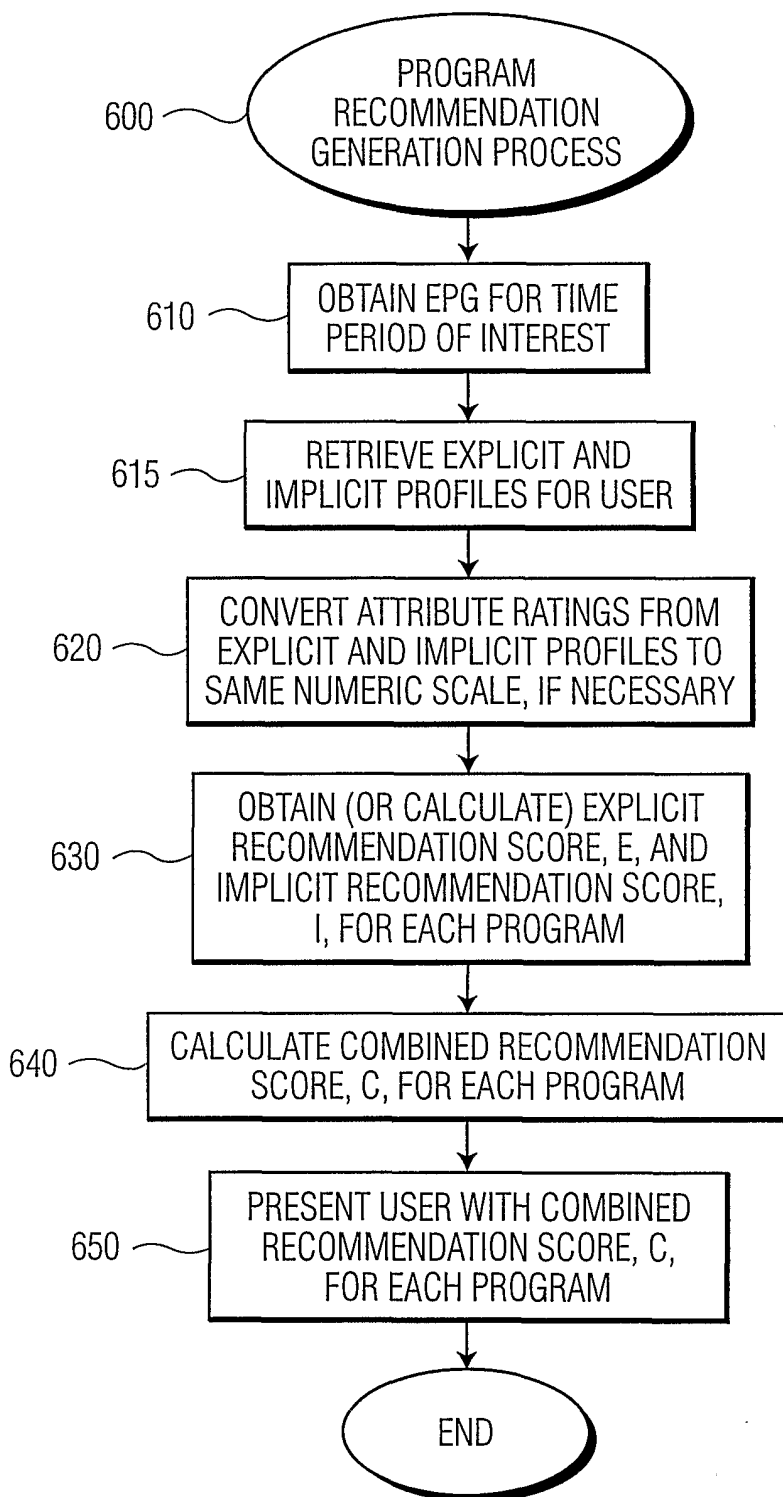 600
PROGRAM
RECOMMENDATION
GENERATION PROCESS
610
OBTAIN EPG FOR TIME
PERIOD OF INTEREST
615
RETRIEVE EXPLICIT AND
IMPLICIT PROFILES FOR USER
620
CONVERT ATTRIBUTE RATINGS FROM
EXPLICIT AND IMPLICIT PROFILES TO
SAME NUMERIC SCALE, IF NECESSARY
630
OBTAIN (OR CALCULATE) EXPLICIT
RECOMMENDATION SCORE, E, AND
IMPLICIT RECOMMENDATION SCORE,
I, FOR EACH PROGRAM
640
CALCULATE COMBINED RECOMMENDATION
SCORE, C, FOR EACH PROGRAM
650
PRESENT USER WITH COMBINED
RECOMMENDATION SCORE, C,
FOR EACH PROGRAM
END